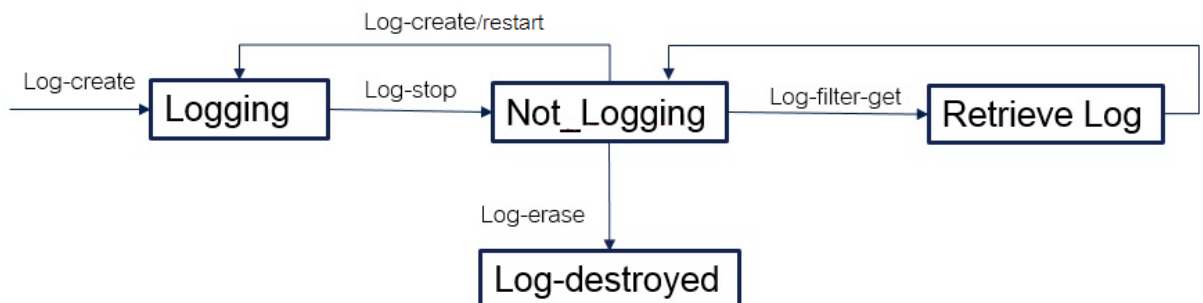 Log-create/restart
Log-create
Logging
Log-stop
Not_Logging
Log-filter-get
Retrieve Log
Log-erase
Log-destroyed